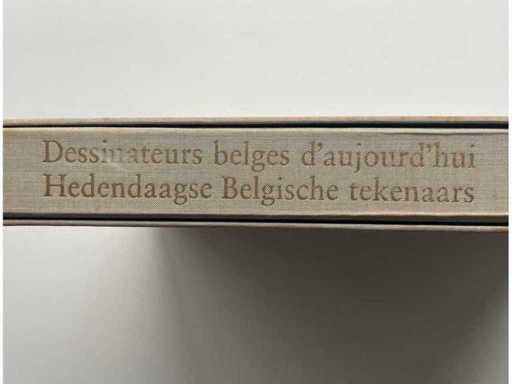 Dessinateurs belges d'aujourd'hui
Hedendaagse Belgische tekenaars